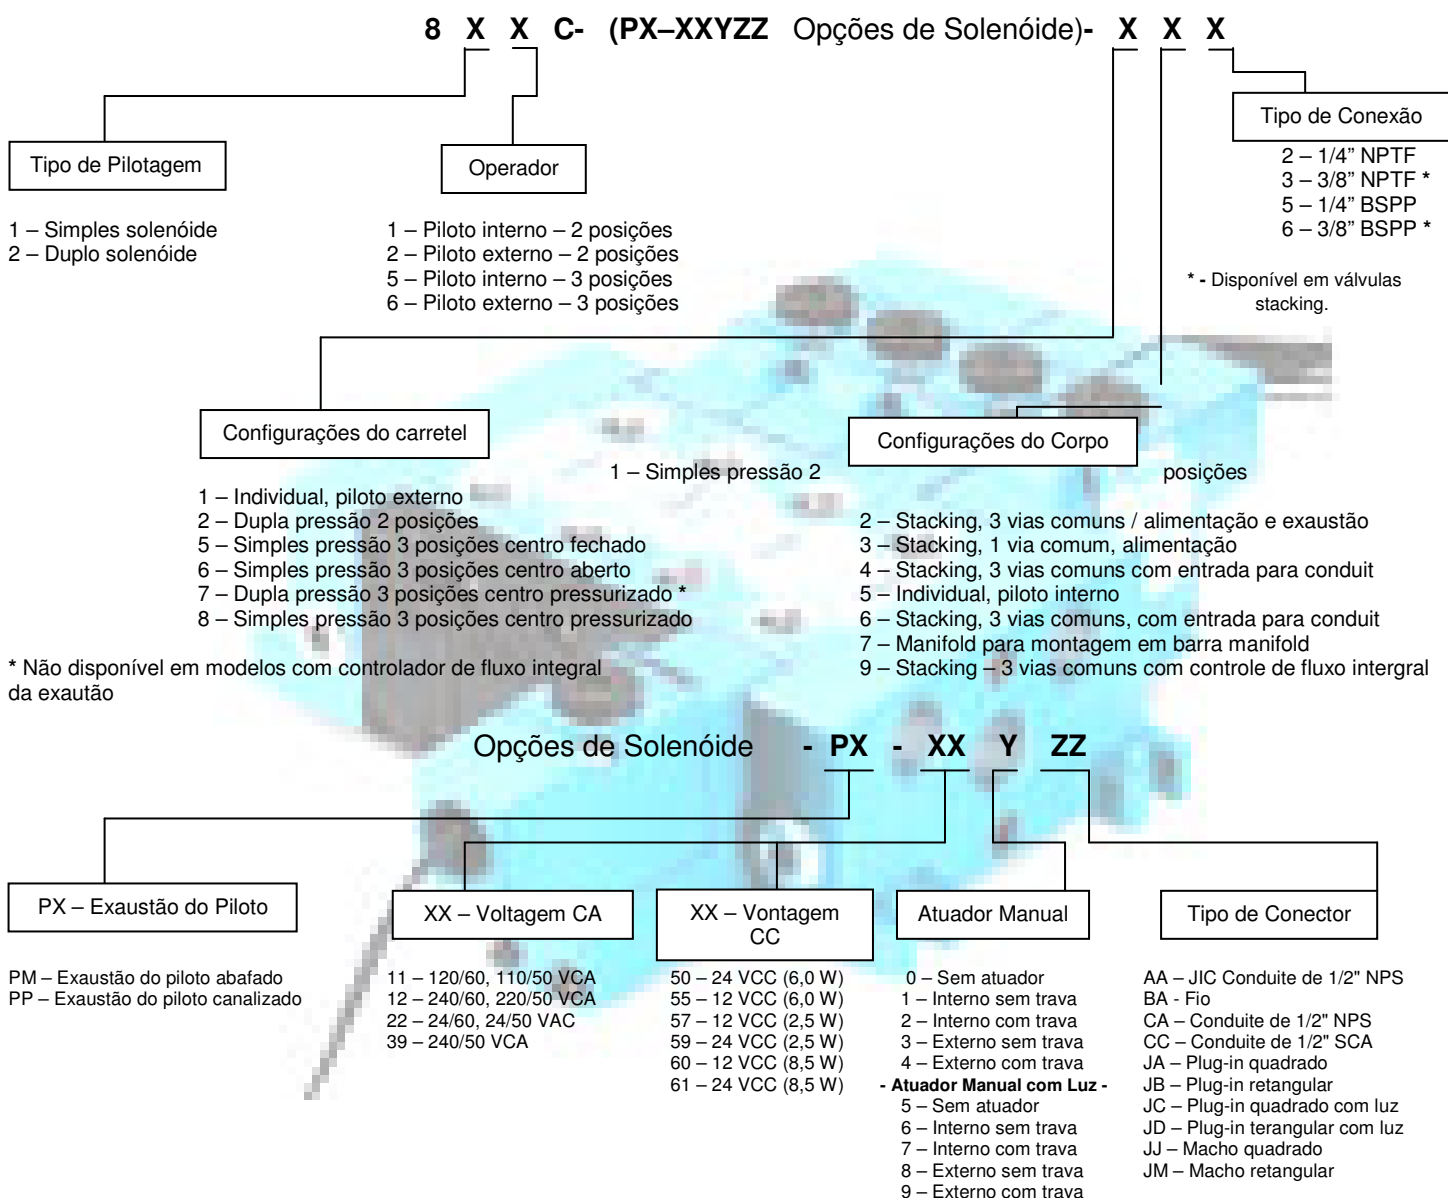 8 X X C- (PX–XXYZZ Opções de Solenóide)- X X X
Tipo de Pilotagem
1 – Simples solenóide
2 – Duplo solenóide
Operador
1 – Piloto interno – 2 posições
2 – Piloto externo – 2 posições
5 – Piloto interno – 3 posições
6 – Piloto externo – 3 posições
Tipo de Conexão
2 – 1/4” NPTF
3 – 3/8” NPTF *
5 – 1/4” BSPP
6 – 3/8” BSPP *
* - Disponível em válvulas
stacking.
Configurações do carretel
Configurações do Corpo
1 – Simples pressão 2 posições
1 – Individual, piloto externo
2 – Dupla pressão 2 posições
5 – Simples pressão 3 posições centro fechado
6 – Simples pressão 3 posições centro aberto
7 – Dupla pressão 3 posições centro pressurizado *
8 – Simples pressão 3 posições centro pressurizado
* Não disponível em modelos com controlador de fluxo integral
da exautão
2 – Stacking, 3 vias comuns / alimentação e exaustão
3 – Stacking, 1 via comum, alimentação
4 – Stacking, 3 vias comuns com entrada para conduit
5 – Individual, piloto interno
6 – Stacking, 3 vias comuns, com entrada para conduit
7 – Manifold para montagem em barra manifold
9 – Stacking – 3 vias comuns com controle de fluxo intergral
Opções de Solenóide - PX - XX Y ZZ
PX – Exaustão do Piloto
PM – Exaustão do piloto abafado
PP – Exaustão do piloto canalizado
XX – Voltagem CA
11 – 120/60, 110/50 VCA
12 – 240/60, 220/50 VCA
22 – 24/60, 24/50 VAC
39 – 240/50 VCA
XX – Vontagem
CC
50 – 24 VCC (6,0 W)
55 – 12 VCC (6,0 W)
57 – 12 VCC (2,5 W)
59 – 24 VCC (2,5 W)
60 – 12 VCC (8,5 W)
61 – 24 VCC (8,5 W)
Atuador Manual
0 – Sem atuador
1 – Interno sem trava
2 – Interno com trava
3 – Externo sem trava
4 – Externo com trava
- Atuador Manual com Luz -
5 – Sem atuador
6 – Interno sem trava
7 – Interno com trava
8 – Externo sem trava
9 – Externo com trava
Tipo de Conector
AA – JIC Conduite de 1/2" NPS
BA - Fio
CA – Conduite de 1/2" NPS
CC – Conduite de 1/2" SCA
JA – Plug-in quadrado
JB – Plug-in retangular
JC – Plug-in quadrado com luz
JD – Plug-in terangular com luz
JJ – Macho quadrado
JM – Macho retangular